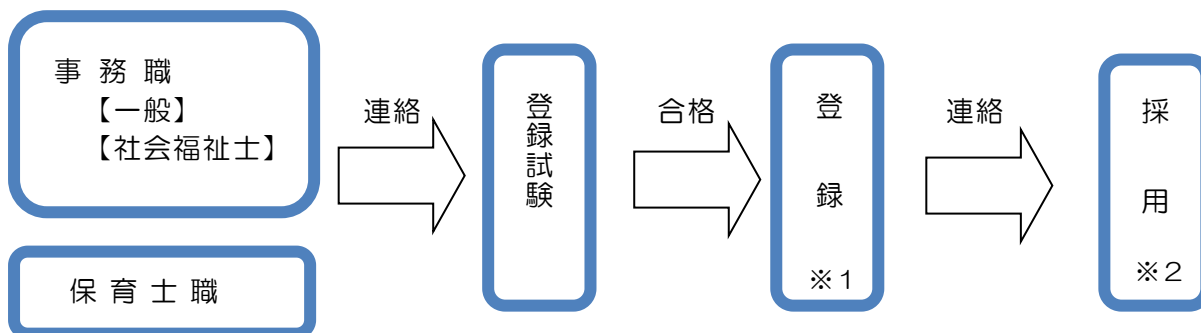 事 務 職
【一般】
【社会福祉士】
保 育 士 職
連絡
登録試験
合格
登録
※1
連絡
採用
※2